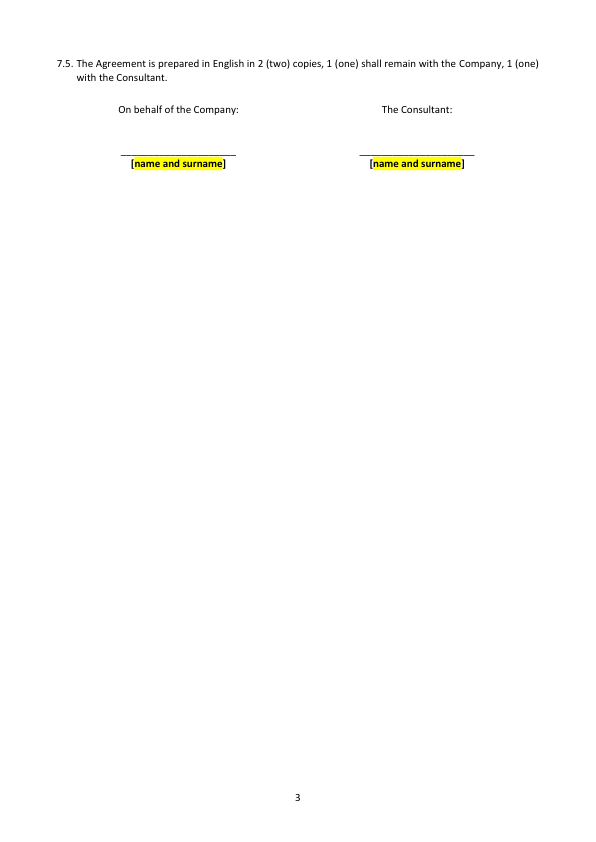 7.5. The Agreement is prepared in English in 2 (two) copies, 1 (one) shall remain with the Company, 1 (one)
with the Consultant.
On behalf of the Company:
The Consultant:
[name and surname]
[name and surname]
3